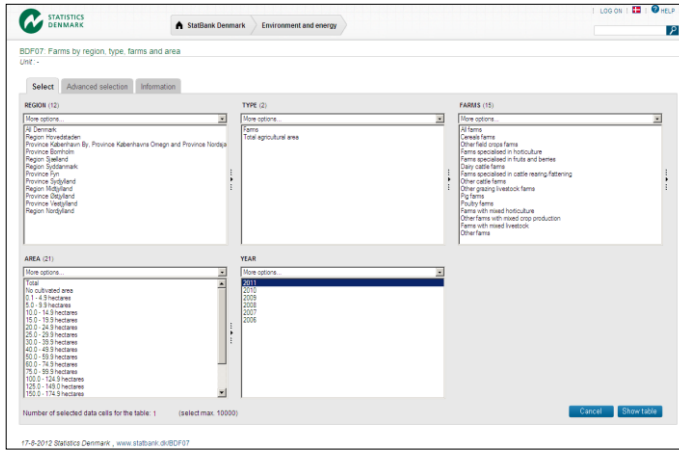 STATISTICS
DENMARK
StatBank Denmark
Environment and energy
LOG ON
HELP
BDF07: Farms by region, type, farms and area
Unit : -
Select
Advanced selection
Information
REGION (12)
More options...
All Denmark
Region Hovedstaden
Province København By, Province Københavns Omegn and Province Nordsjæ
Province Bornholm
Region Sjælland
Region Syddanmark
Province Fyn
Province Sydjylland
Region Midtjylland
Province Østjylland
Province Vestjylland
Region Nordjylland
TYPE (2)
More options...
Farms
Total agricultural area
FARMS (15)
More options...
All farms
Cereals farms
Other field crops farms
Farms specialised in horticulture
Farms specialised in fruits and berries
Dairy cattle farms
Farms specialised in cattle rearing/fattening
Other cattle farms
Other grazing livestock farms
Pig farms
Poultry farms
Farms with mixed horticulture
Other farms with mixed crop production
Farms with mixed livestock
Other farms
AREA (21)
More options...
Total
No cultivated area
0.1 - 4.9 hectares
5.0 - 9.9 hectares
10.0 - 14.9 hectares
15.0 - 19.9 hectares
20.0 - 24.9 hectares
25.0 - 29.9 hectares
30.0 - 39.9 hectares
40.0 - 49.9 hectares
50.0 - 59.9 hectares
60.0 - 74.9 hectares
75.0 - 99.9 hectares
100.0 - 124.9 hectares
125.0 - 149.0 hectares
150.0 - 174.9 hectares
YEAR
More options...
2011
2010
2009
2008
2007
2006
Number of selected data cells for the table: 1 (select max. 10000)
Cancel
Show table
17-8-2012 Statistics Denmark , www.statbank.dk/BDF07